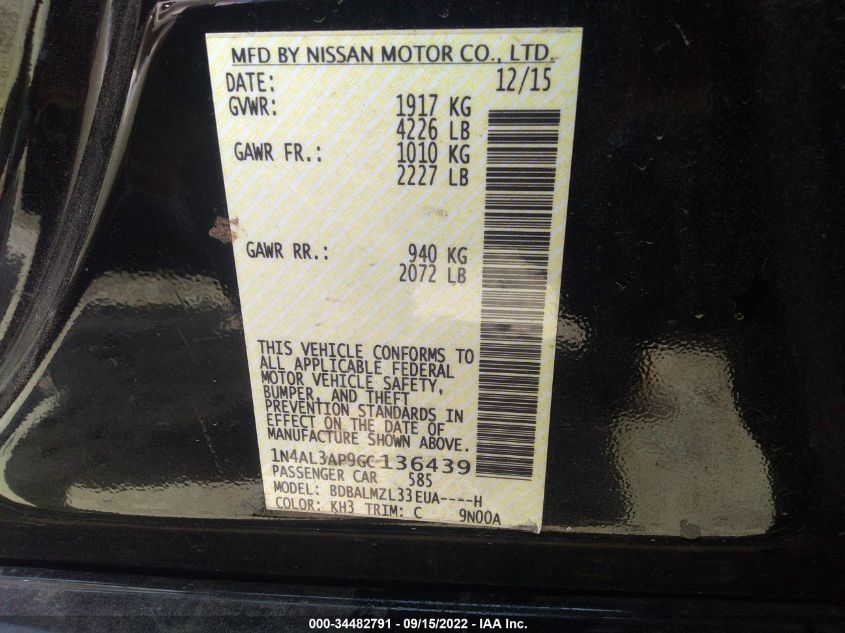 MFD BY NISSAN MOTOR CO., LTD.
DATE: 12/15
GVWR: 1917 KG
4226 LB
GAWR FR.: 1010 KG
2227 LB
GAWR RR.: 940 KG
2072 LB
THIS VEHICLE CONFORMS TO
ALL APPLICABLE FEDERAL
MOTOR VEHICLE SAFETY,
BUMPER, AND THEFT
PREVENTION STANDARDS IN
EFFECT ON THE DATE OF
MANUFACTURE SHOWN ABOVE.
1N4AL3AP9GC136439
PASSENGER CAR 585
MODEL: BDBALMZL33EUA----H
COLOR: KH3 TRIM: C 9N00A
000-34482791 - 09/15/2022 - IAA Inc.